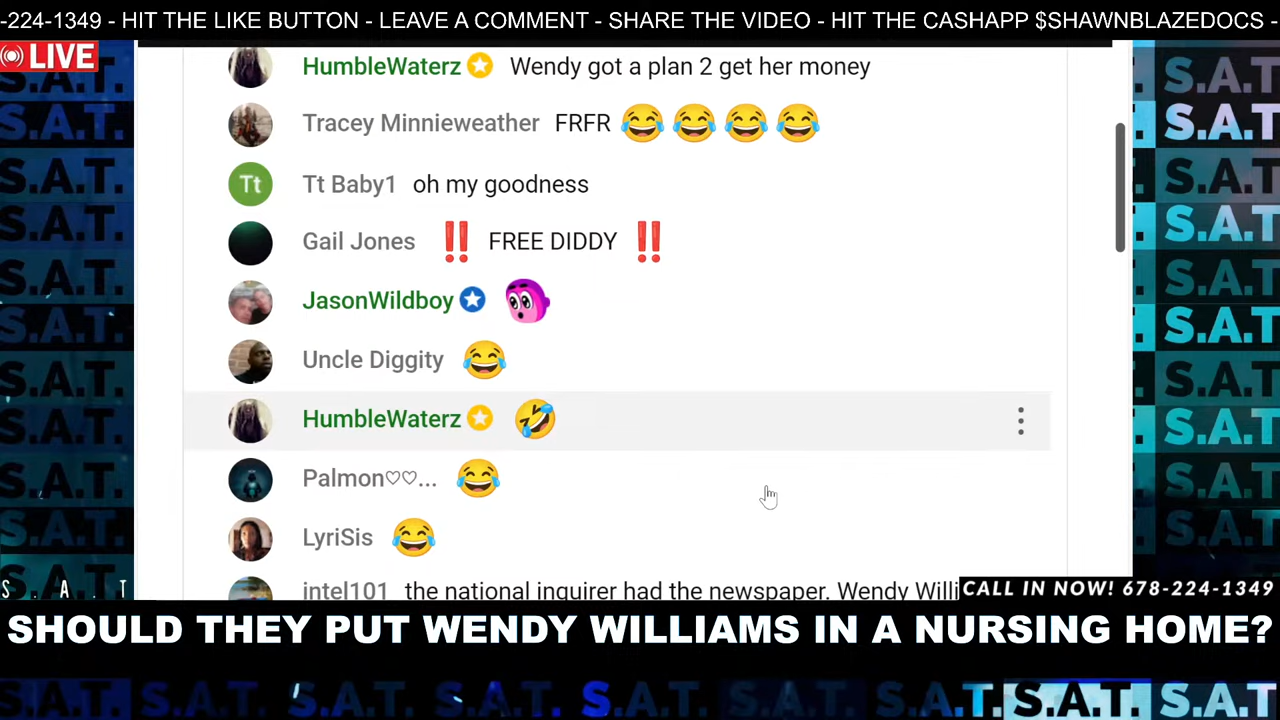 -224-1349 - HIT THE LIKE BUTTON - LEAVE A COMMENT - SHARE THE VIDEO - HIT THE CASHAPP $SHAWNBLAZEDOCS -
LIVE
HumbleWaterz Wendy got a plan 2 get her money
Tracey Minnieweather FRFR 😂 😂 😂 😂
Tt
Tt Baby1 oh my goodness
Gail Jones ‼️ FREE DIDDY ‼️
JasonWildboy
Uncle Diggity 😂
HumbleWaterz 🤣
Palmon♡♡... 😂
LyriSis 😂
intel101 the national inquirer had the newspaper. Wendy Willi
CALL IN NOW! 678-224-1349
S. A. T
SHOULD THEY PUT WENDY WILLIAMS IN A NURSING HOME?
S.A.T. S.A.T. S.A.T. S.A.T. S.A.T. S.A.T. S.A.T. S.A.T